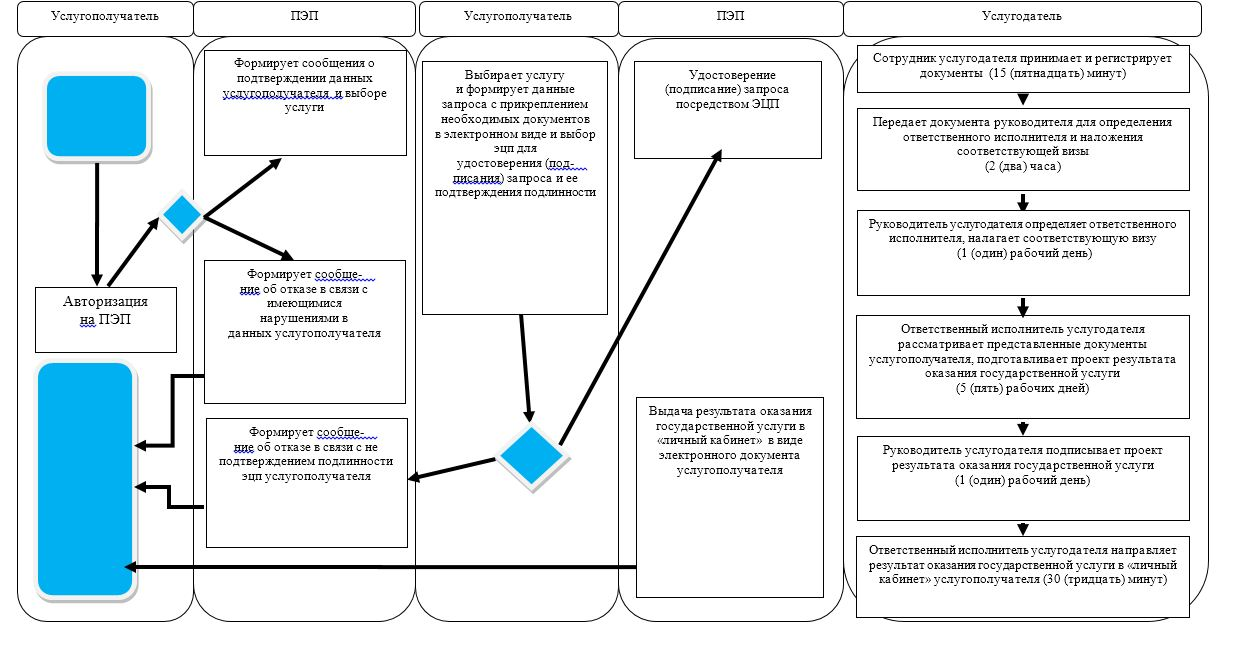 Услугополучатель
ПЭП
Услугополучатель
ПЭП
Услугодатель
Авторизация
на ПЭП
Формирует сообщения о
подтверждении данных
услугополучателя и выборе
услуги
Формирует сообще-
ние об отказе в связи с
имеющимися
нарушениями в
данных услугополучателя
Формирует сообще-
ние об отказе в связи с не
подтверждением подлинности
эцп услугополучателя
Выбирает услугу
и формирует данные
запроса с прикреплением
необходимых документов
в электронном виде и выбор
эцп для
удостоверения (под-
писания) запроса и ее
подтверждения подлинности
Удостоверение
(подписание) запроса
посредством ЭЦП
Выдача результата оказания
государственной услуги в
«личный кабинет» в виде
электронного документа
услугополучателя
Сотрудник услугодателя принимает и регистрирует
документы (15 (пятнадцать) минут)
Передает документа руководителя для определения
ответственного исполнителя и наложения
соответствующей визы
(2 (два) часа)
Руководитель услугодателя определяет ответственного
исполнителя, налагает соответствующую визу
(1 (один) рабочий день)
Ответственный исполнитель услугодателя
рассматривает представленные документы
услугополучателя, подготавливает проект результата
оказания государственной услуги
(5 (пять) рабочих дней)
Руководитель услугодателя подписывает проект
результата оказания государственной услуги
(1 (один) рабочий день)
Ответственный исполнитель услугодателя направляет
результат оказания государственной услуги в «личный
кабинет» услугополучателя (30 (тридцать) минут)